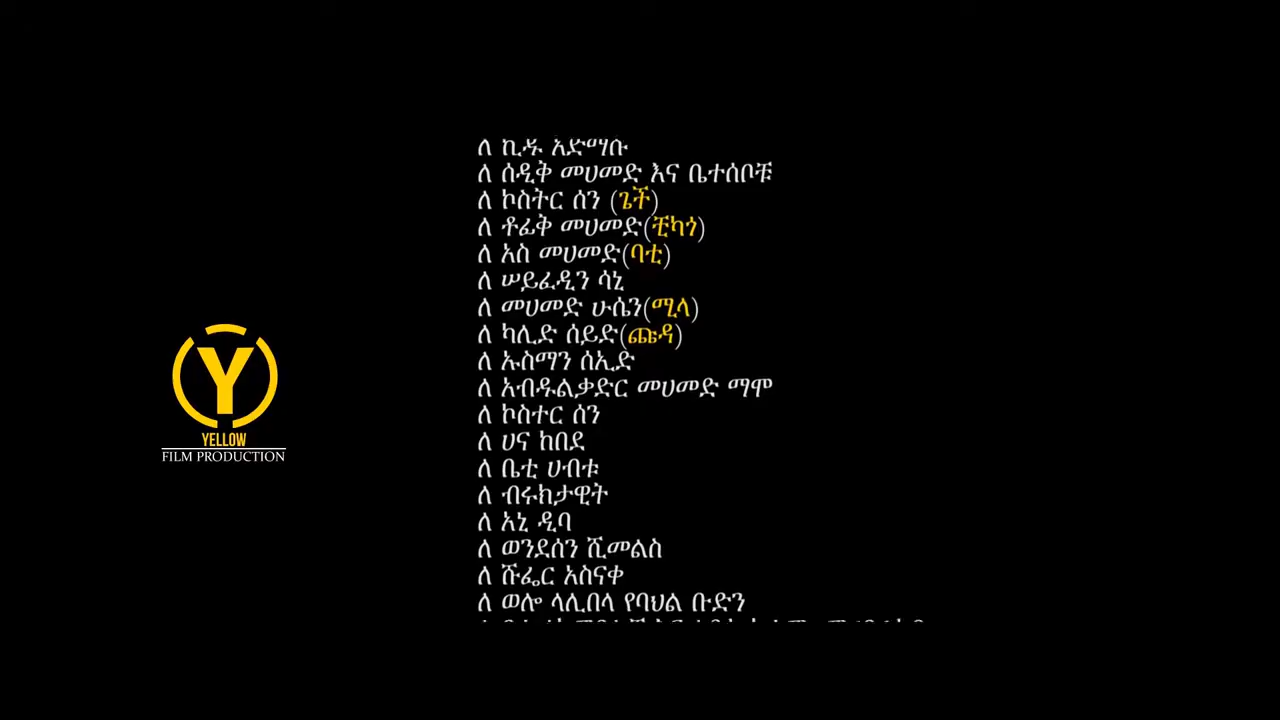 ለ ኪዱ አድማሱ
ለ ሰዲቅ መሀመድ እና ቤተሰቦቹ
ለ ኮስትር ሰን (ጌች)
ለ ቶፊቅ መሀመድ(ቺካጎ)
ለ አስ መሀመድ(ባቲ)
ለ ሠይፈዲን ሳኒ
ለ መሀመድ ሁሴን(ሚላ)
ለ ካሊድ ሰይድ(ጩዳ)
ለ ኡስማን ሰኢድ
ለ አብዱልቃድር መሀመድ ማሞ
ለ ኮስተር ሰን
ለ ሀና ከበደ
ለ ቤቲ ሀብቱ
ለ ብሩክታዊት
ለ አኒ ዲባ
ለ ወንደሰን ሺመልስ
ለ ሹፌር አስናቀ
ለ ወሎ ላሊበላ የባህል ቡድን
Y
YELLOW
FILM PRODUCTION